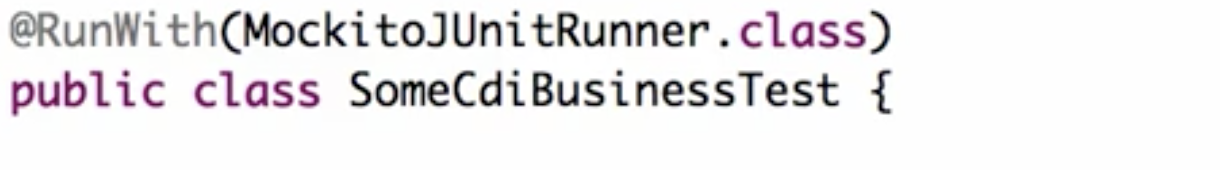 @RunWith(MockitoJUnitRunner.class)
public class SomeCdiBusinessTest {